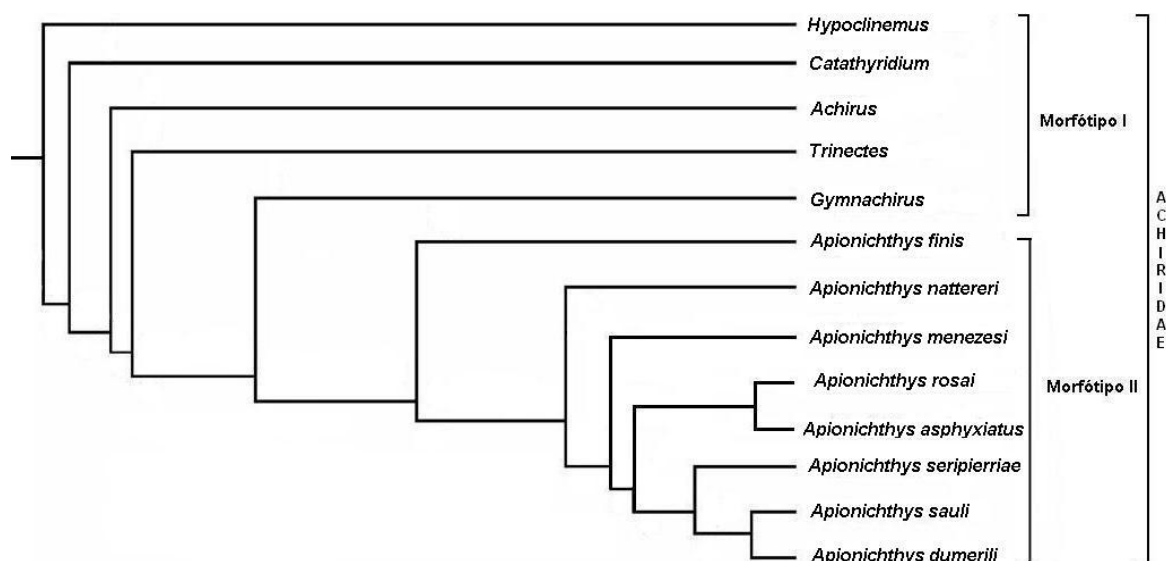 Hypoclinemus
Catathyridium
Achirus
Morfótipo I
Trinectes
Gymnachirus
Apionichthys finis
Apionichthys nattereri
Apionichthys menezesi
Apionichthys rosai
Morfótipo II
Apionichthys asphyxiatus
Apionichthys seripierriae
Apionichthys sauli
Apionichthys dumerili
ACHIRIDAE